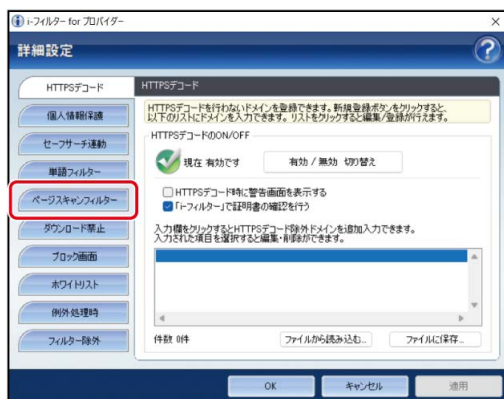 i-フィルター for プロバイダー
詳細設定
HTTPSデコード
個人情報保護
セーフサーチ連動
単語フィルター
ページスキャンフィルター
ダウンロード禁止
ブロック画面
ホワイトリスト
例外処理時
フィルター除外
HTTPSデコード
HTTPSデコードを行わないドメインを登録できます。新規登録ボタンをクリックすると、
以下のリストにドメインを入力できます。リストをクリックすると編集/登録が行えます。
HTTPSデコードのON/OFF
現在 有効です
有効 / 無効 切り替え
HTTPSデコード時に警告画面を表示する
「i-フィルター」で証明書の確認を行う
入力欄をクリックするとHTTPSデコード除外ドメインを追加入力できます。
入力された項目を選択すると編集・削除ができます。
件数 0件
ファイルから読み込む...
ファイルに保存...
OK
キャンセル
適用